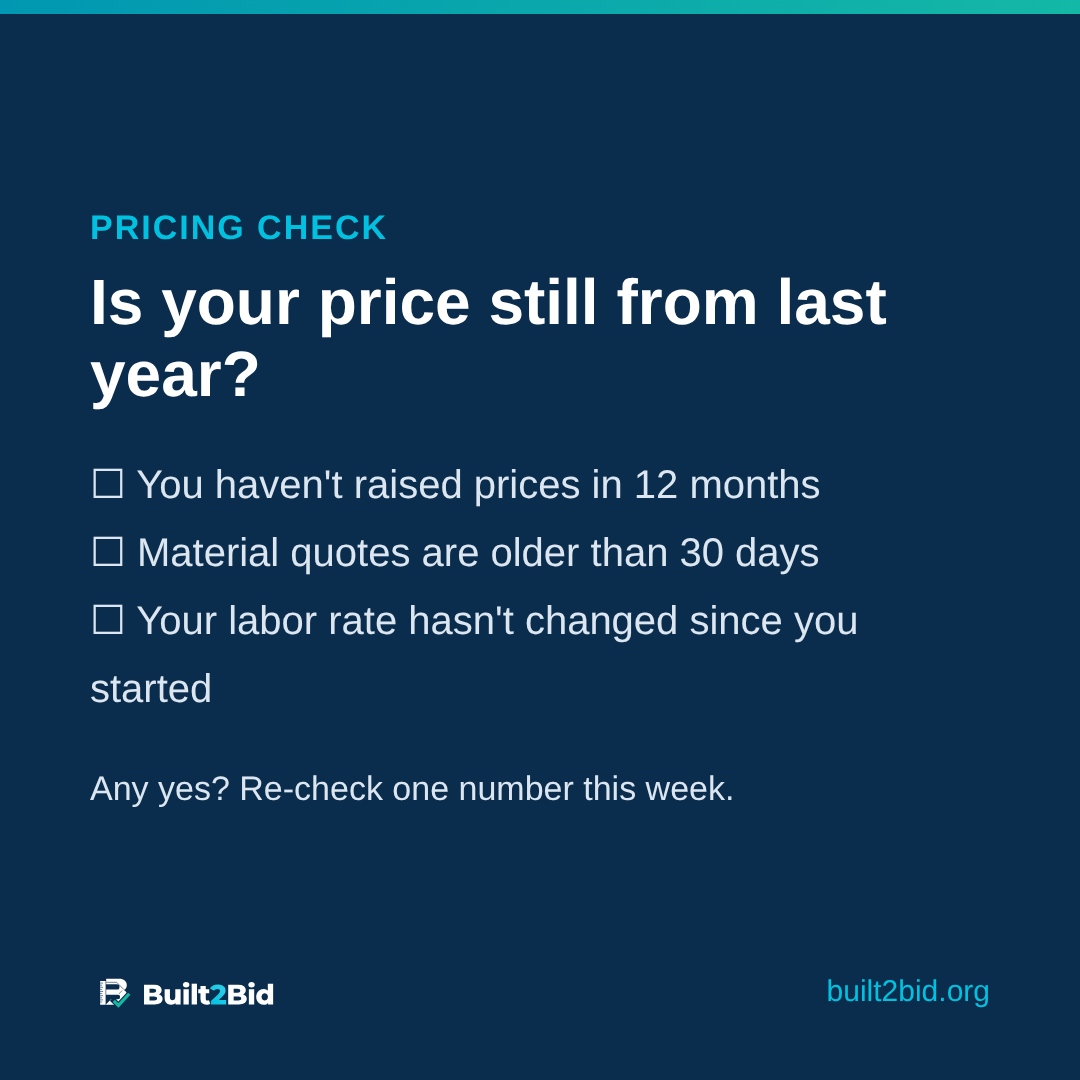 PRICING CHECK
Is your price still from last
year?
☐ You haven't raised prices in 12 months
☐ Material quotes are older than 30 days
☐ Your labor rate hasn't changed since you
started
Any yes? Re-check one number this week.
Built2Bid
built2bid.org